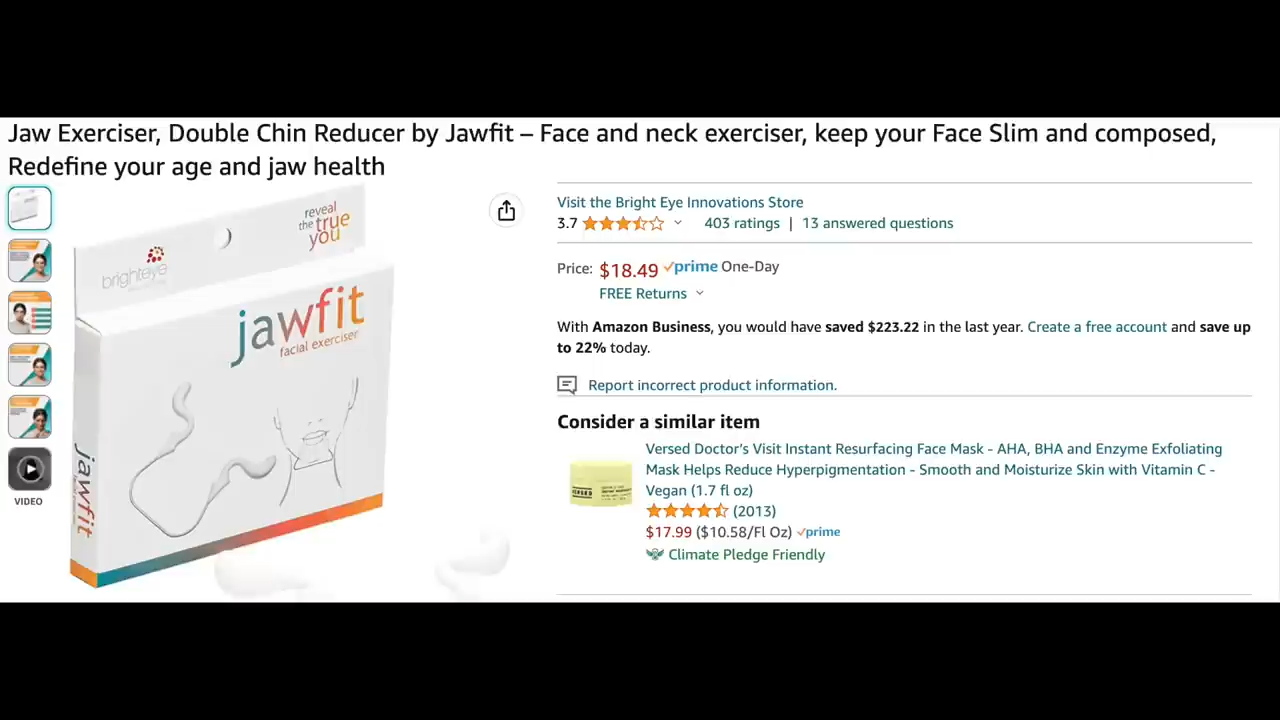 Jaw Exerciser, Double Chin Reducer by Jawfit – Face and neck exerciser, keep your Face Slim and composed,
Redefine your age and jaw health
reveal
the true
you
brighteye
jawfit
facial exerciser
jawfit
VIDEO
Visit the Bright Eye Innovations Store
3.7 403 ratings | 13 answered questions
Price: $18.49 prime One-Day
FREE Returns
With Amazon Business, you would have saved $223.22 in the last year. Create a free account and save up
to 22% today.
Report incorrect product information.
Consider a similar item
Versed Doctor's Visit Instant Resurfacing Face Mask - AHA, BHA and Enzyme Exfoliating
Mask Helps Reduce Hyperpigmentation - Smooth and Moisturize Skin with Vitamin C -
Vegan (1.7 fl oz)
(2013)
$17.99 ($10.58/Fl Oz) prime
Climate Pledge Friendly